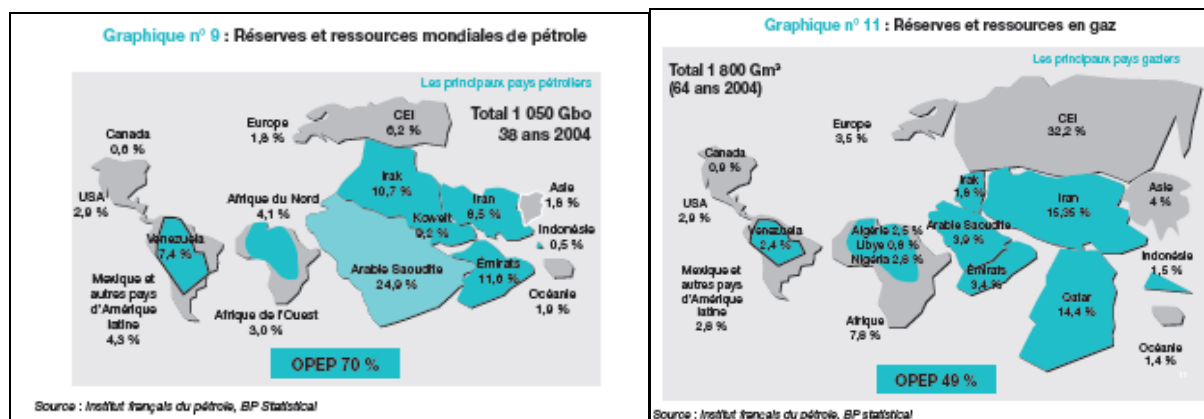 Graphique nº 9 : Réserves et ressources mondiales de pétrole
Les principaux pays pétroliers
Total 1 050 Gbo
38 ans 2004
Canada
0,6 %
USA
2,9 %
Venezuela
7,4 %
Mexique et
autres pays
d'Amérique
latine
4,3 %
Europe
1,8 %
CEI
6,2 %
Afrique du Nord
4,1 %
Afrique de l'Ouest
3,0 %
Irak
10,7 %
Iran
8,5 %
Koweït
9,2 %
Arabie Saoudite
24,9 %
Émirats
11,6 %
Asie
1,8 %
Indonésie
0,5 %
Océanie
1,9 %
OPEP 70 %
Source : Institut français du pétrole, BP Statistical
Graphique nº 11 : Réserves et ressources en gaz
Les principaux pays gaziers
Total 1 800 Gm³
(64 ans 2004)
Canada
0,9 %
USA
2,9 %
Venezuela
2,4 %
Mexique et
autres pays
d'Amérique
latine
2,8 %
Europe
3,5 %
CEI
32,2 %
Algérie 2,5 %
Libye 0,8 %
Nigéria 2,8 %
Afrique
7,8 %
Irak
1,8 %
Iran
15,35 %
Arabie Saoudite
3,9 %
Émirats
3,4 %
Qatar
14,4 %
Asie
4 %
Indonésie
1,5 %
Océanie
1,4 %
OPEP 49 %
Source : Institut français du pétrole, BP statistical